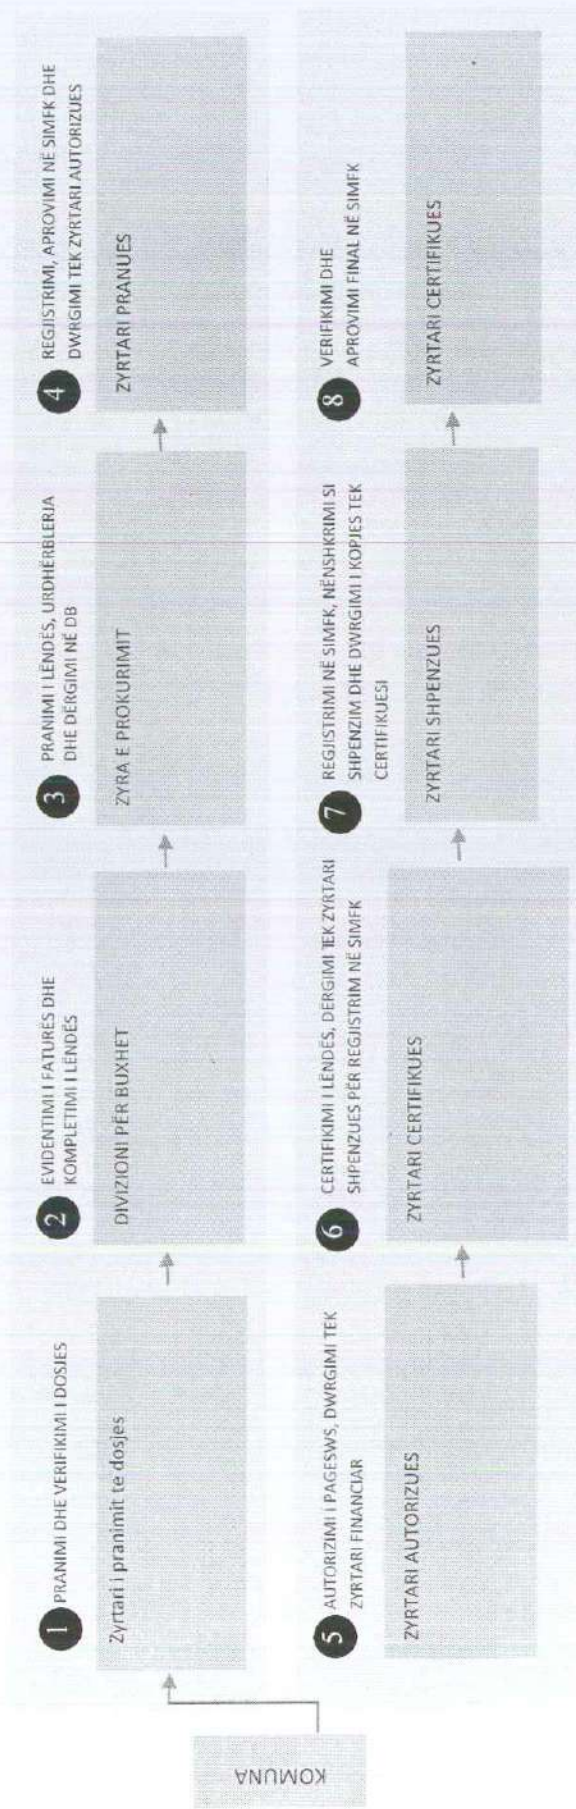 KOMUNA
1
PRANIMI DHE VERIFIKIMI I DOSJES
Zyrtari i pranimit te dosjes
2
EVIDENTIMI I FATURËS DHE
KOMPLETIMI I LËNDËS
DIVIZIONI PËR BUXHET
3
PRANIMI I LËNDËS, URDHËRBLERJA
DHE DËRGIMI NË DB
ZYRA E PROKURIMIT
4
REGJISTRIMI, APROVIMI NË SIMFK DHE
DWRGIMI TEK ZYRTARI AUTORIZUES
ZYRTARI PRANUES
5
AUTORIZIMI I PAGESWS, DWRGIMI TEK
ZYRTARI FINANCIAR
ZYRTARI AUTORIZUES
6
CERTIFIKIMI I LËNDËS, DËRGIMI TEK ZYRTARI
SHPENZUES PËR REGJISTRIM NË SIMFK
ZYRTARI CERTIFIKUES
7
REGJISTRIMI NË SIMFK, NËNSHKRIMI SI
SHPENZIM DHE DWRGIMI I KOPJES TEK
CERTIFIKUESI
ZYRTARI SHPENZUES
8
VERIFIKIMI DHE
APROVIMI FINAL NË SIMFK
ZYRTARI CERTIFIKUES